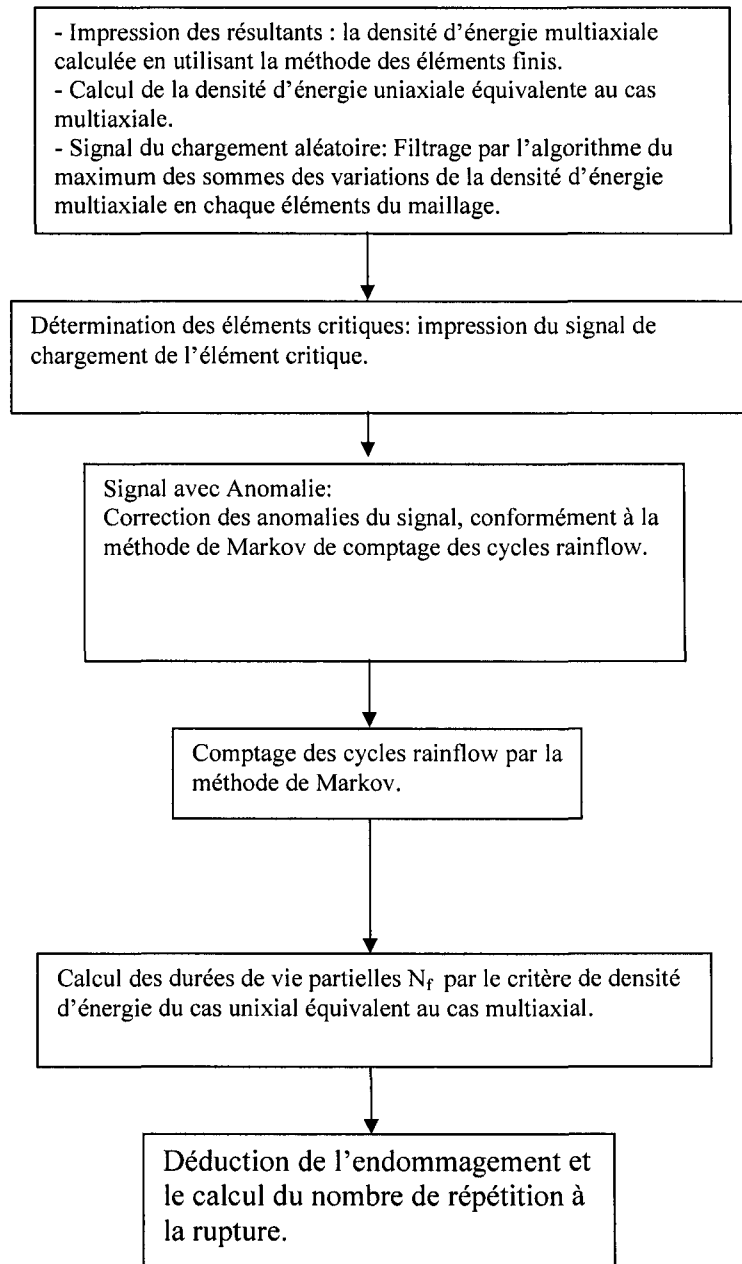 - Impression des résultants : la densité d'énergie multiaxiale
calculée en utilisant la méthode des éléments finis.
- Calcul de la densité d'énergie uniaxiale équivalente au cas
multiaxiale.
- Signal du chargement aléatoire: Filtrage par l'algorithme du
maximum des sommes des variations de la densité d'énergie
multiaxiale en chaque éléments du maillage.
Détermination des éléments critiques: impression du signal de
chargement de l'élément critique.
Signal avec Anomalie:
Correction des anomalies du signal, conformément à la
méthode de Markov de comptage des cycles rainflow.
Comptage des cycles rainflow par la
méthode de Markov.
Calcul des durées de vie partielles Nf par le critère de densité
d'énergie du cas unixial équivalent au cas multiaxial.
Déduction de l'endommagement et
le calcul du nombre de répétition à
la rupture.